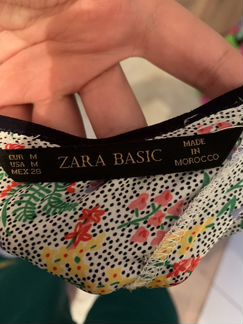 EUR M
USA M
MEX 28
ZARA BASIC
MADE
IN
MOROCCO